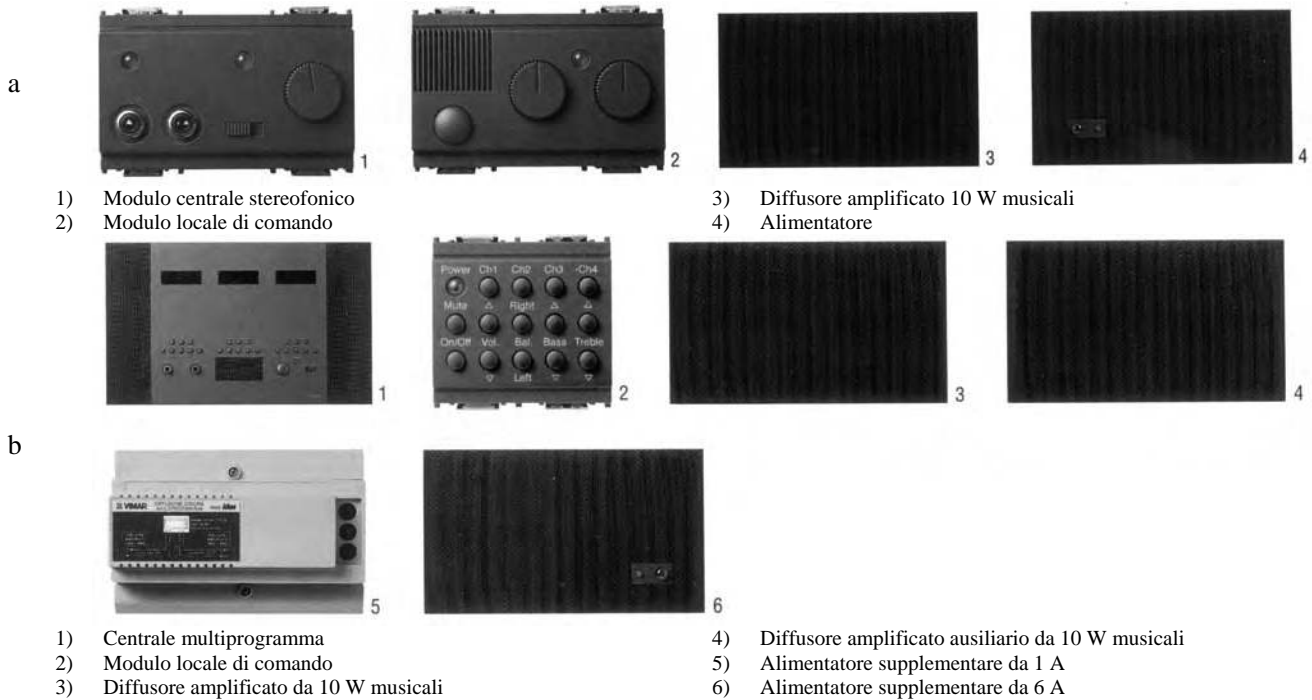 a
1
2
3
4
1) Modulo centrale stereofonico
2) Modulo locale di comando
3) Diffusore amplificato 10 W musicali
4) Alimentatore
Power Ch1 Ch2 Ch3 Ch4
Mute Right
On/Off Vol. Bal. Bass Treble
Left
1
2
3
4
b
VIMAR
5
6
1) Centrale multiprogramma
2) Modulo locale di comando
3) Diffusore amplificato da 10 W musicali
4) Diffusore amplificato ausiliario da 10 W musicali
5) Alimentatore supplementare da 1 A
6) Alimentatore supplementare da 6 A